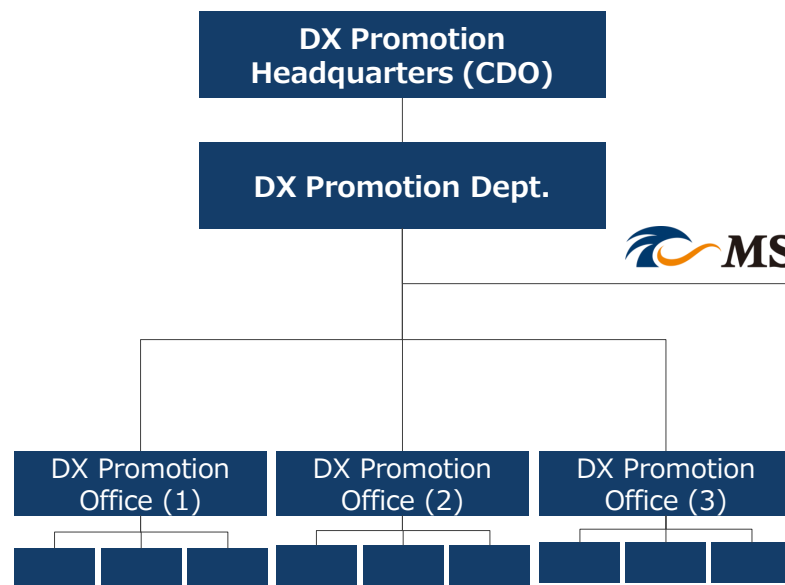 DX Promotion
Headquarters (CDO)
DX Promotion Dept.
MS
DX Promotion
Office (1)
DX Promotion
Office (2)
DX Promotion
Office (3)